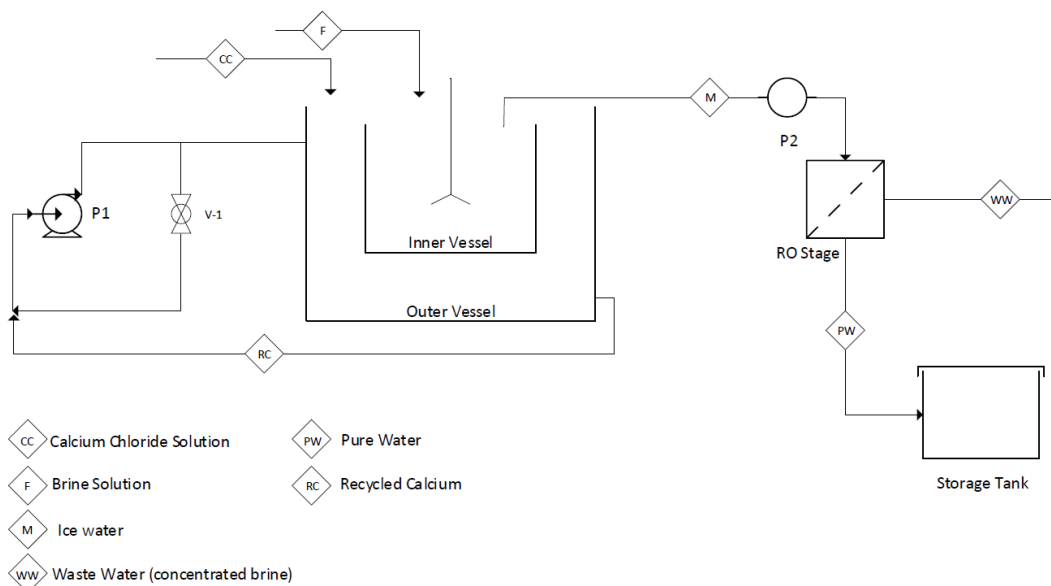 F
CC
M
P2
P1
V-1
WW
Inner Vessel
RO Stage
Outer Vessel
PW
RC
CC Calcium Chloride Solution
PW Pure Water
F Brine Solution
RC Recycled Calcium
Storage Tank
M Ice water
WW Waste Water (concentrated brine)